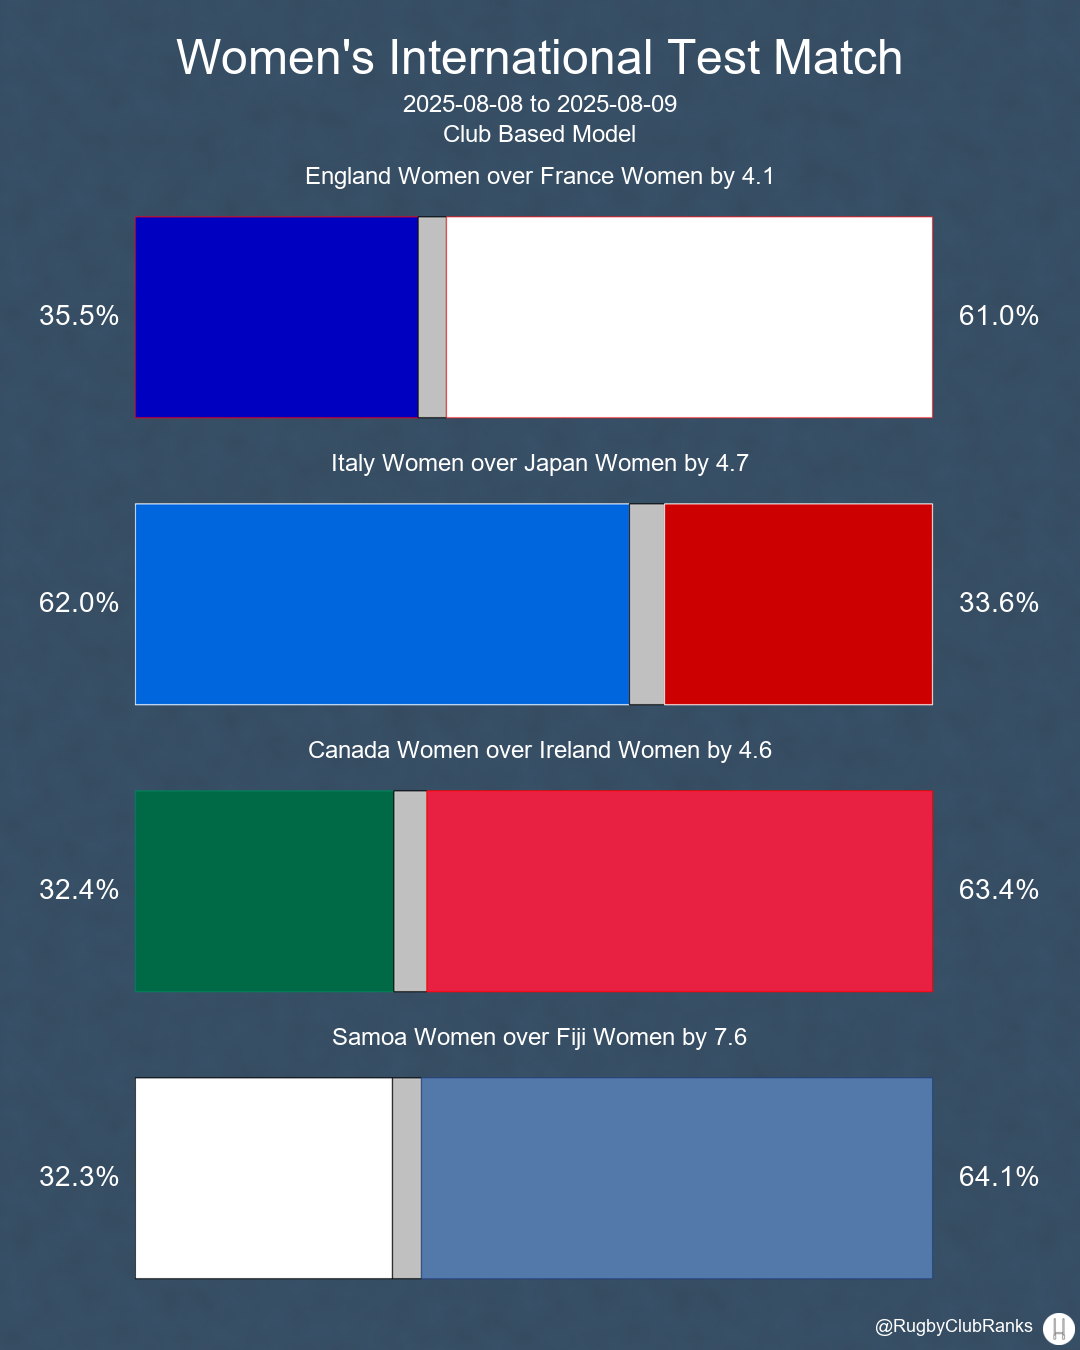 Women's International Test Match
2025-08-08 to 2025-08-09
Club Based Model
England Women over France Women by 4.1
35.5%
61.0%
Italy Women over Japan Women by 4.7
62.0%
33.6%
Canada Women over Ireland Women by 4.6
32.4%
63.4%
Samoa Women over Fiji Women by 7.6
32.3%
64.1%
@RugbyClubRanks